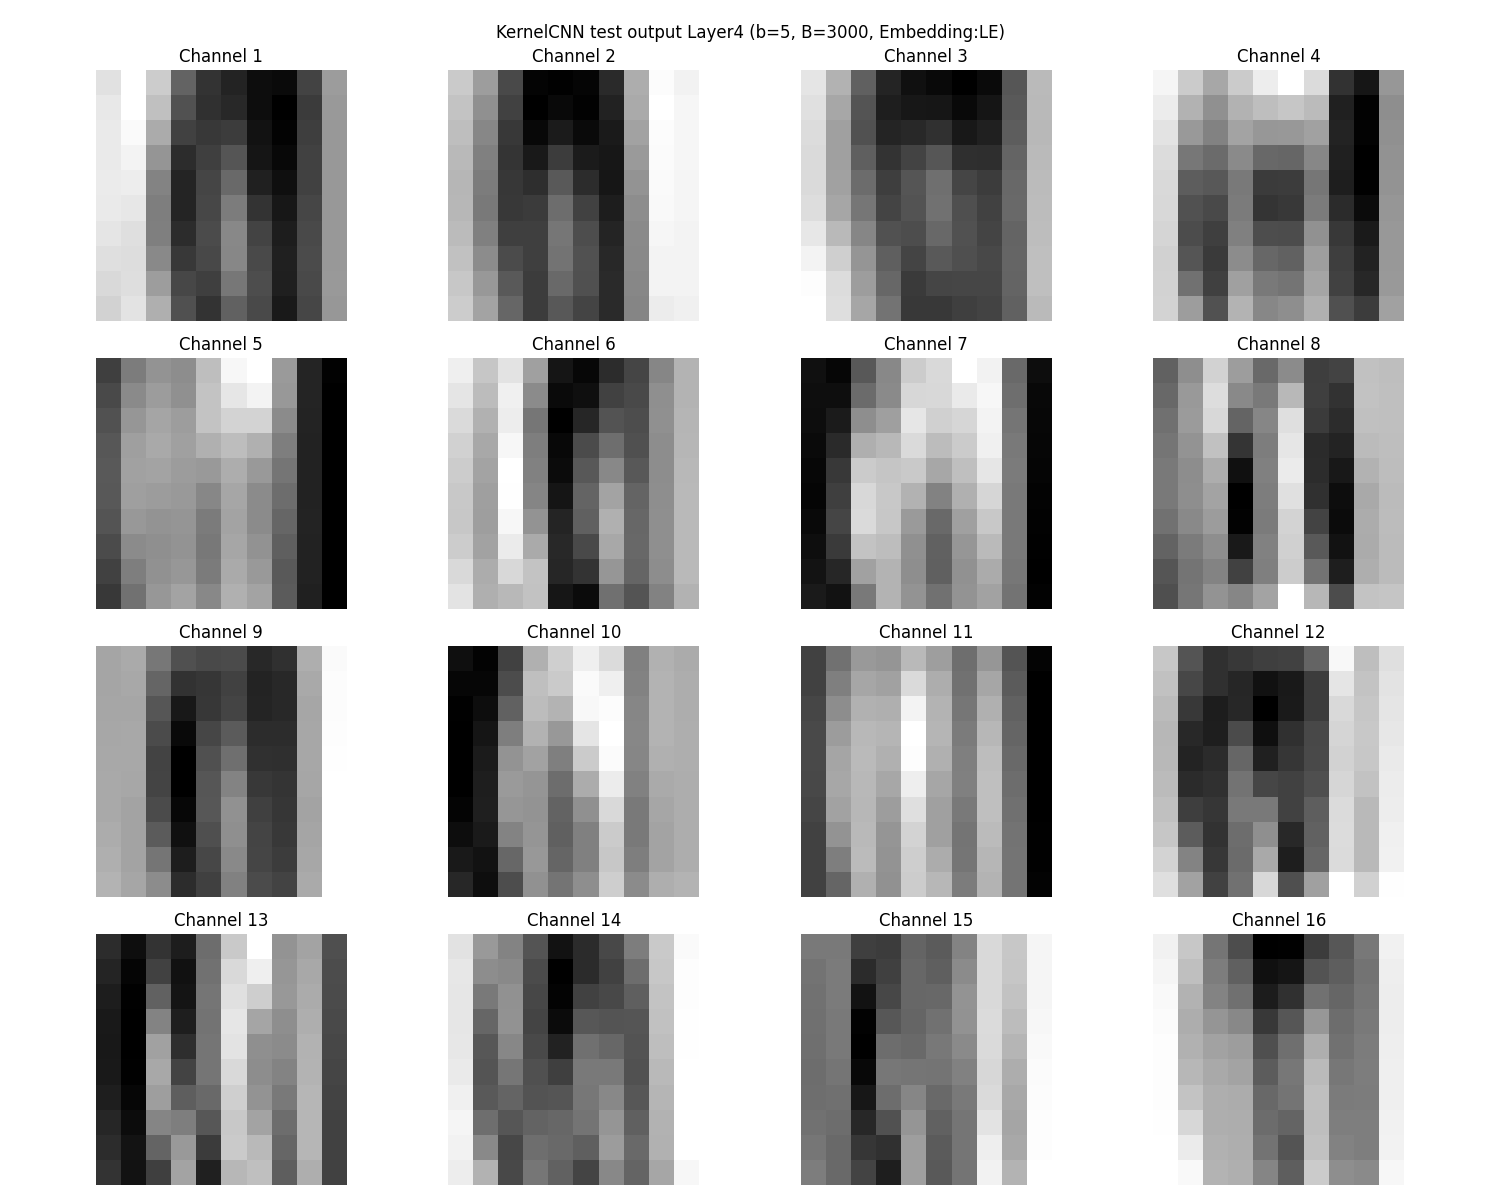 KernelCNN test output Layer4 (b=5, B=3000, Embedding:LE)
Channel 1
Channel 2
Channel 3
Channel 4
Channel 5
Channel 6
Channel 7
Channel 8
Channel 9
Channel 10
Channel 11
Channel 12
Channel 13
Channel 14
Channel 15
Channel 16